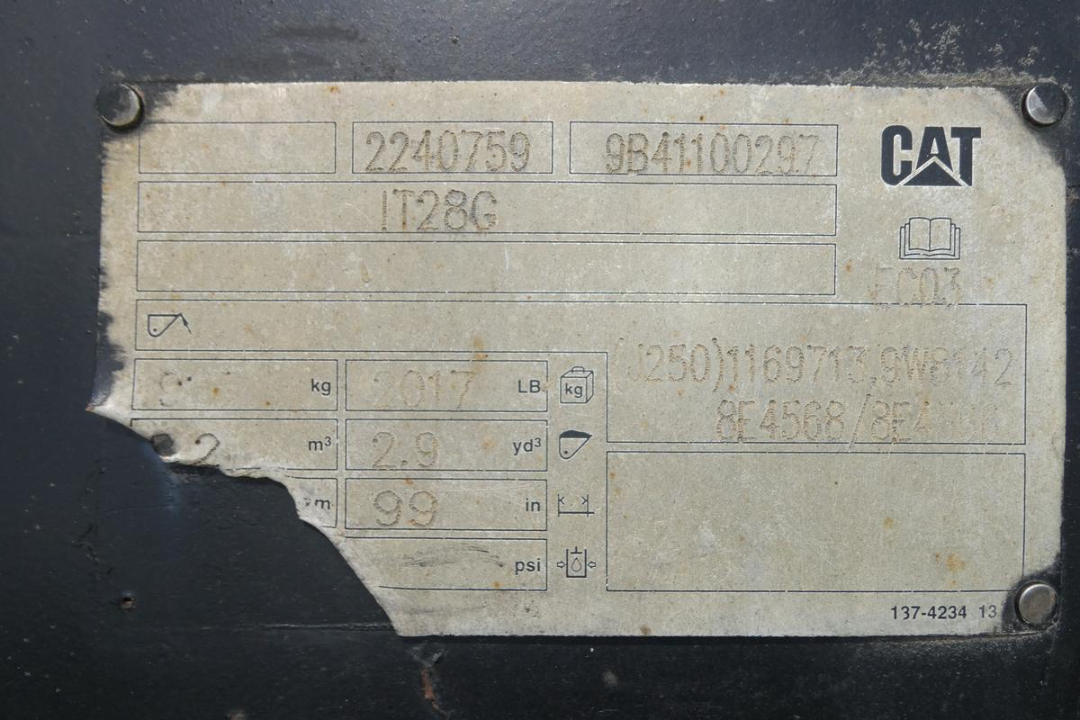 2240759 9B41100297
CAT
IT28G
EC03
(J250)1169713,9W8142
kg 2017 LB kg
8E4568/
m³ 2.9 yd³
99 in
psi
137-4234 13